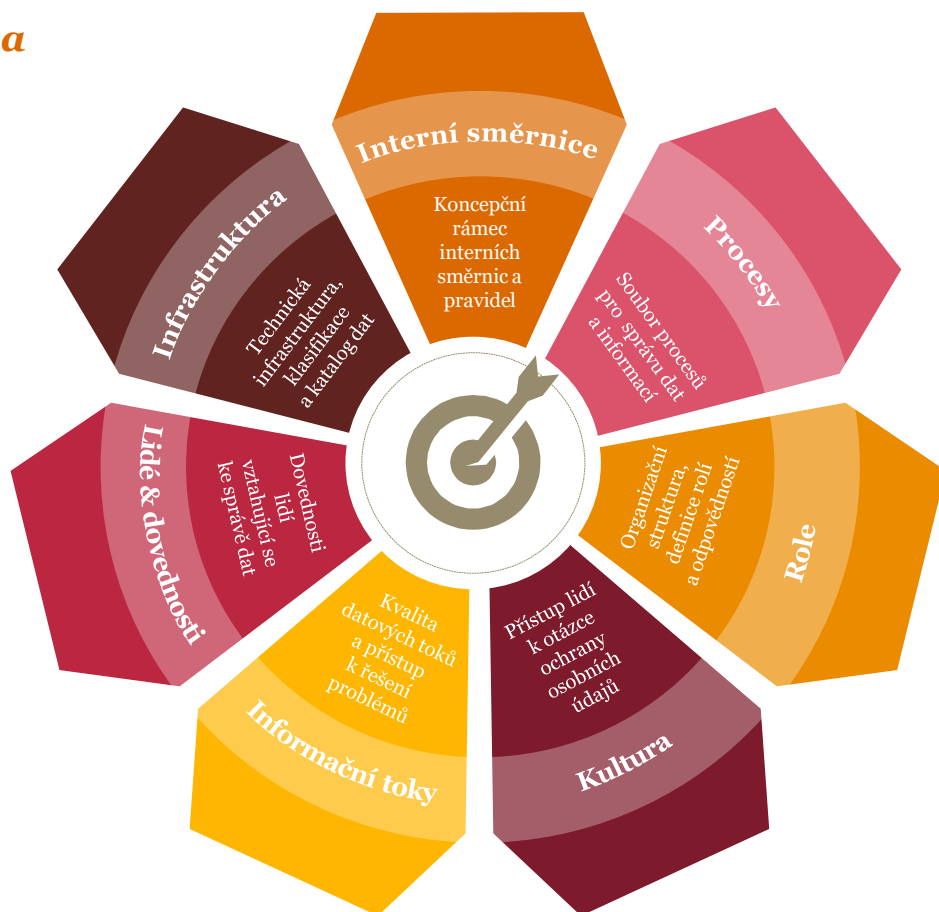 a
Interní směrnice
Koncepční
rámec
interních
směrnic a
pravidel
Procesy
Soubor procesů
pro správu dat
a informací
Role
Organizační
struktura,
definice rolí
a odpovědností
Kultura
Přístup lidí
k otázce
ochrany
osobních
údajů
Informační toky
Kvalita
datových toků
a přístup
k řešení
problémů
Lidé & dovednosti
Dovednosti
lidí
vztahující se
ke správě dat
Infrastruktura
Technická
infrastruktura,
klasifikace
a katalog dat